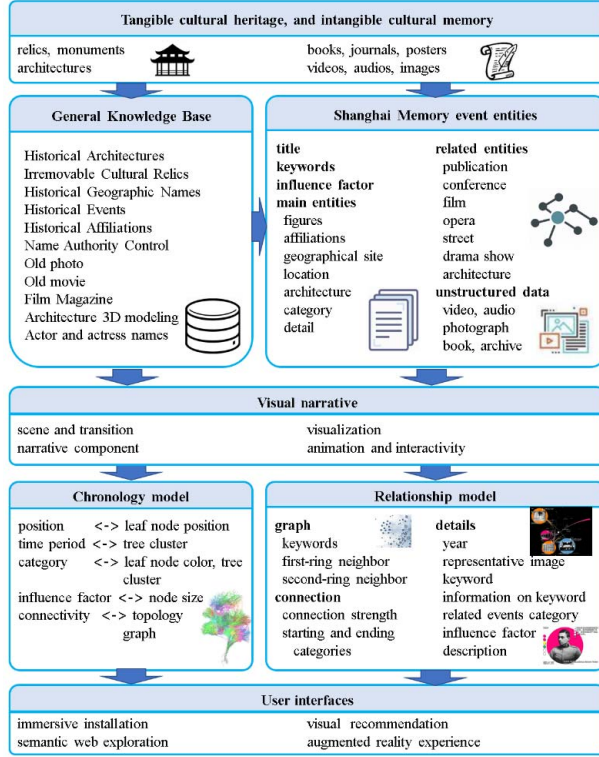 Tangible cultural heritage, and intangible cultural memory
relics, monuments
architectures
books, journals, posters
videos, audios, images
General Knowledge Base
Historical Architectures
Irremovable Cultural Relics
Historical Geographic Names
Historical Events
Historical Affiliations
Name Authority Control
Old photo
Old movie
Film Magazine
Architecture 3D modeling
Actor and actress names
Shanghai Memory event entities
title
keywords
influence factor
main entities
figures
affiliations
geographical site
location
architecture
category
detail
related entities
publication
conference
film
opera
street
drama show
architecture
unstructured data
video, audio
photograph
book, archive
Visual narrative
scene and transition
narrative component
visualization
animation and interactivity
Chronology model
position <-> leaf node position
time period <-> tree cluster
category <-> leaf node color, tree
cluster
influence factor <-> node size
connectivity <-> topology
graph
Relationship model
graph
keywords
first-ring neighbor
second-ring neighbor
connection
connection strength
starting and ending
categories
details
year
representative image
keyword
information on keyword
related events category
influence factor
description
User interfaces
immersive installation
semantic web exploration
visual recommendation
augmented reality experience